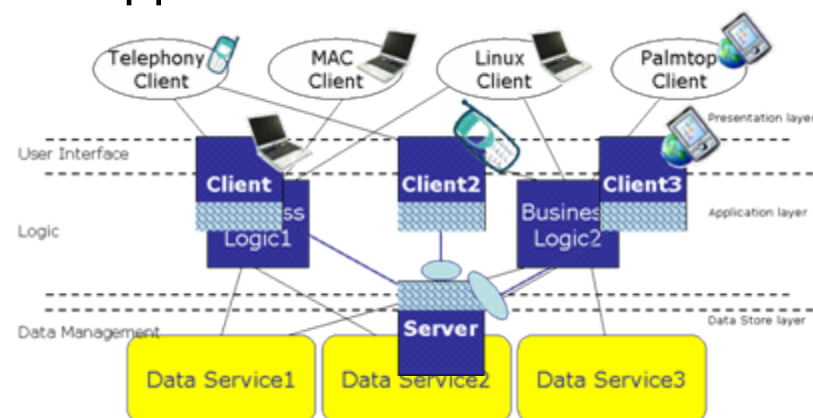 Telephony
Client
MAC
Client
Linux
Client
Palmtop
Client
Presentation layer
User Interface
Client
Client2
Client3
ss
Logic1
Busines
Logic2
Application layer
Logic
Data Store layer
Data Management
Server
Data Service1
Data Service2
Data Service3